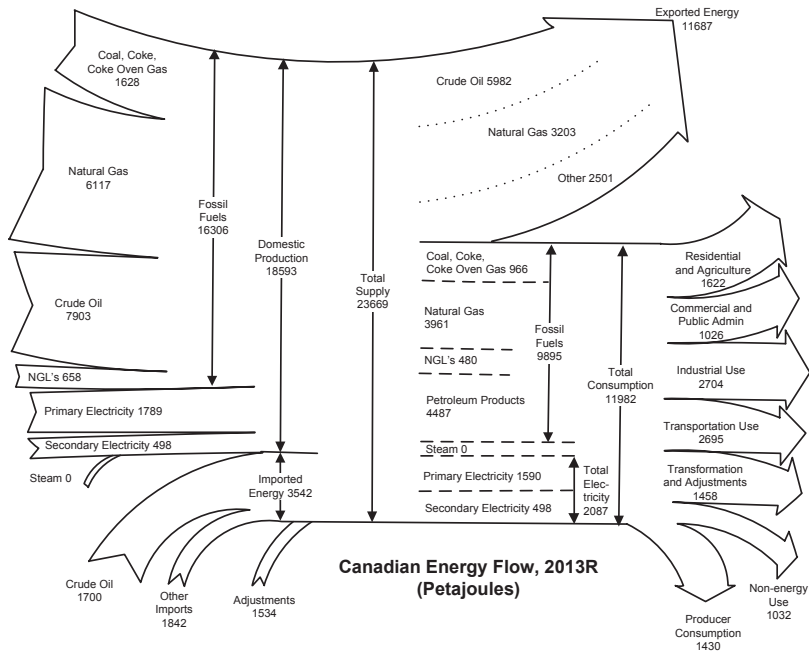 Exported Energy
11687
Coal, Coke,
Coke Oven Gas
1628
Natural Gas
6117
Crude Oil
7903
NGL's 658
Primary Electricity 1789
Secondary Electricity 498
Steam 0
Crude Oil
1700
Other
Imports
1842
Adjustments
1534
Fossil
Fuels
16306
Domestic
Production
18593
Imported
Energy 3542
Total
Supply
23669
Crude Oil 5982
Natural Gas 3203
Other 2501
Coal, Coke,
Coke Oven Gas 966
Natural Gas
3961
NGL's 480
Petroleum Products
4487
Steam 0
Primary Electricity 1590
Secondary Electricity 498
Fossil
Fuels
9895
Total
Elec-
tricity
2087
Total
Consumption
11982
Residential
and Agriculture
1622
Commercial and
Public Admin
1026
Industrial Use
2704
Transportation Use
2695
Transformation
and Adjustments
1458
Non-energy
Use
1032
Producer
Consumption
1430
Canadian Energy Flow, 2013R
(Petajoules)